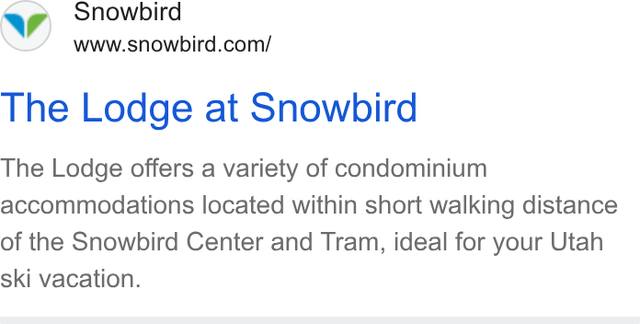 Snowbird
www.snowbird.com/
The Lodge at Snowbird
The Lodge offers a variety of condominium
accommodations located within short walking distance
of the Snowbird Center and Tram, ideal for your Utah
ski vacation.